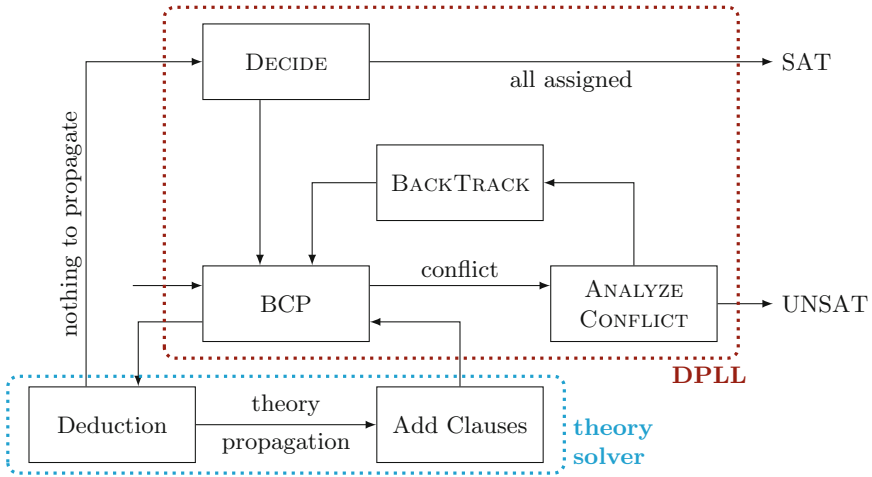 DECIDE
SAT
all assigned
nothing to propagate
BACKTRACK
conflict
BCP
ANALYZE
CONFLICT
UNSAT
DPLL
Deduction
theory
propagation
Add Clauses
theory
solver